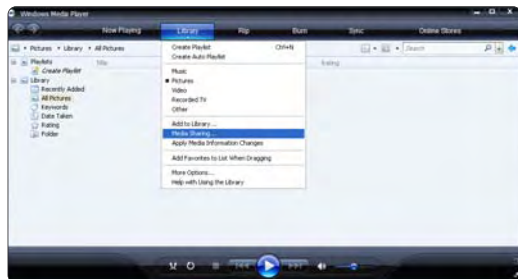 Windows Media Player
Now Playing Library Rip Burn Sync Online Stores
Pictures Library All Pictures Search
Playlists
Create Playlist
Library
Recently Added
All Pictures
Keywords
Date Taken
Rating
Folder
Title
Rating
Create Playlist Ctrl+N
Create Auto Playlist
Music
Pictures
Video
Recorded TV
Other
Add to Library...
Media Sharing...
Apply Media Information Changes
Add Favorites to List When Dragging
More Options...
Help with Using the Library